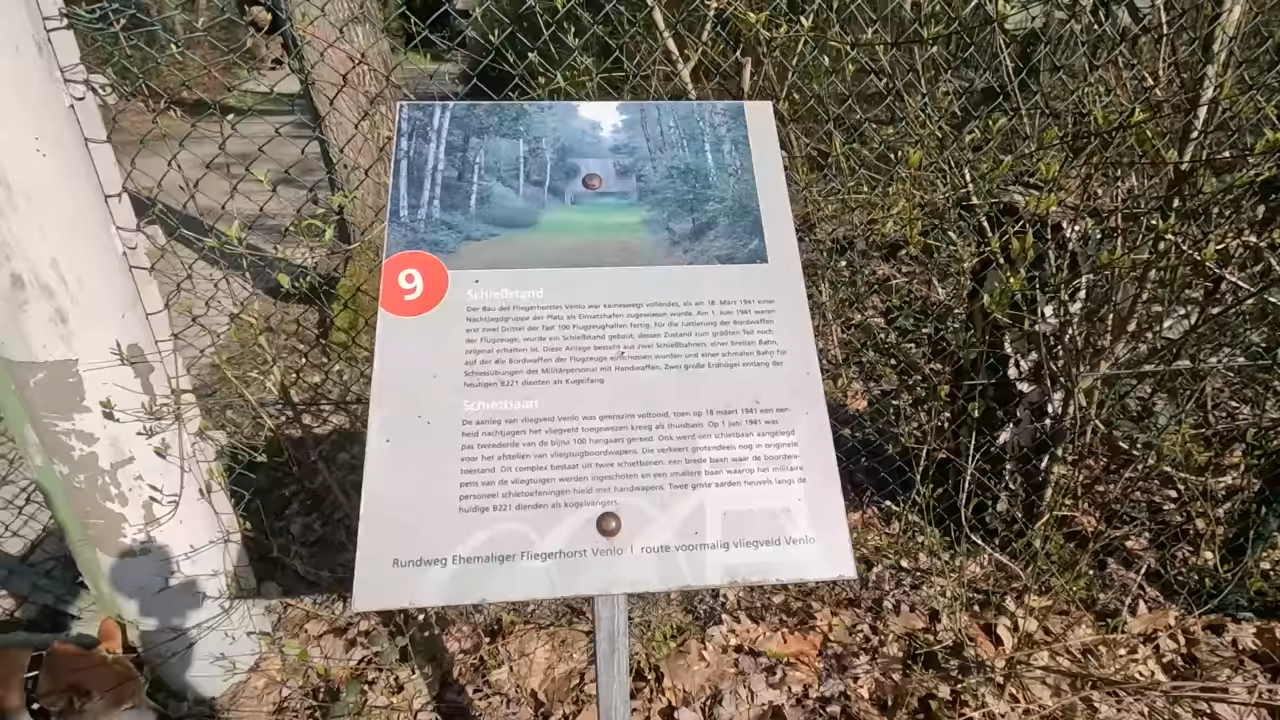 9
Schießstand
Der Bau des Fliegerhorstes Venlo war keineswegs vollendet, als am 18. März 1941 einer
Nachtjagdgruppe der Platz als Einsatzhafen zugewiesen wurde. Am 1. Juni 1941 waren
erst zwei Drittel der fast 100 Flugzeughallen fertig. Für die Justierung der Bordwaffen
der Flugzeuge, wurde ein Schießstand gebaut, dessen Zustand zum größten Teil noch
original erhalten ist. Diese Anlage besteht aus zwei Schießbahnen, einer breiten Bahn,
auf der die Bordwaffen der Flugzeuge eingschossen wurden und einer schmalen Bahn für
Schiessübungen des Militärpersonal mit Handwaffen. Zwei große Erdhügel entlang der
heutigen B221 dienten als Kugelfang
Schietbaan
De aanleg van vliegveld Venlo was geenszins voltooid, toen op 18 maart 1941 een een-
heid nachtjagers het vliegveld toegewezen kreeg als thuisbasis. Op 1 juni 1941 was
pas tweederde van de bijna 100 hangaars gereed. Ook werd een schietbaan aangelegd
voor het afstellen van vliegtuigboordwapens. Die verkeert grotendeels nog in originele
toestand. Dit complex bestaat uit twee schietbanen: een brede baan waar de boordwa-
pens van de vliegtuigen werden ingeschoten en een smallere baan waarop het militaire
personeel schietoefeningen hield met handwapens. Twee grote aarden heuvels langs de
huidige B221 dienden als kogelvangers.
Rundweg Ehemaliger Fliegerhorst Venlo | route voormalig vliegveld Venlo